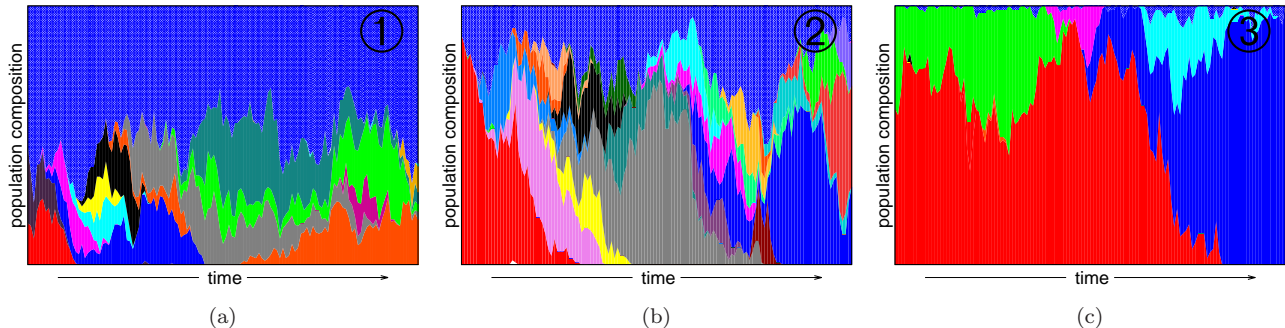 ①
②
③
population composition
population composition
population composition
time
time
time
(a)
(b)
(c)